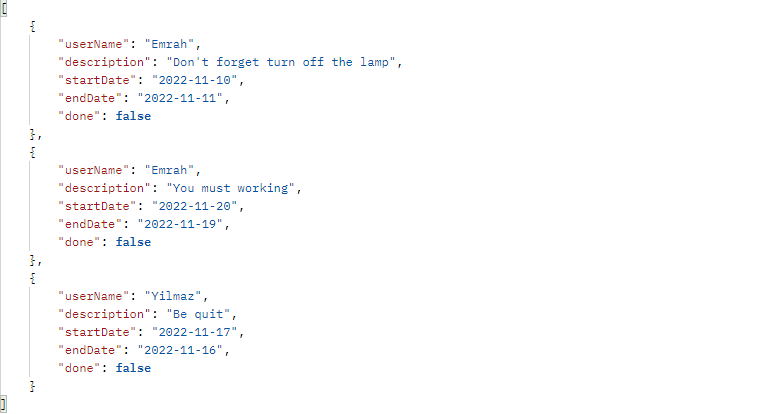 [
{
"userName": "Emrah",
"description": "Don't forget turn off the lamp",
"startDate": "2022-11-10",
"endDate": "2022-11-11",
"done": false
},
{
"userName": "Emrah",
"description": "You must working",
"startDate": "2022-11-20",
"endDate": "2022-11-19",
"done": false
},
{
"userName": "Yilmaz",
"description": "Be quit",
"startDate": "2022-11-17",
"endDate": "2022-11-16",
"done": false
}
]